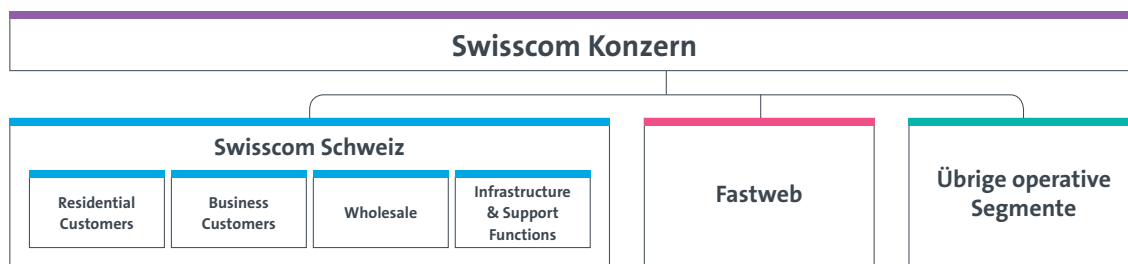 Swisscom Konzern
Swisscom Schweiz
Residential
Customers
Business
Customers
Wholesale
Infrastructure
& Support
Functions
Fastweb
Übrige operative
Segmente